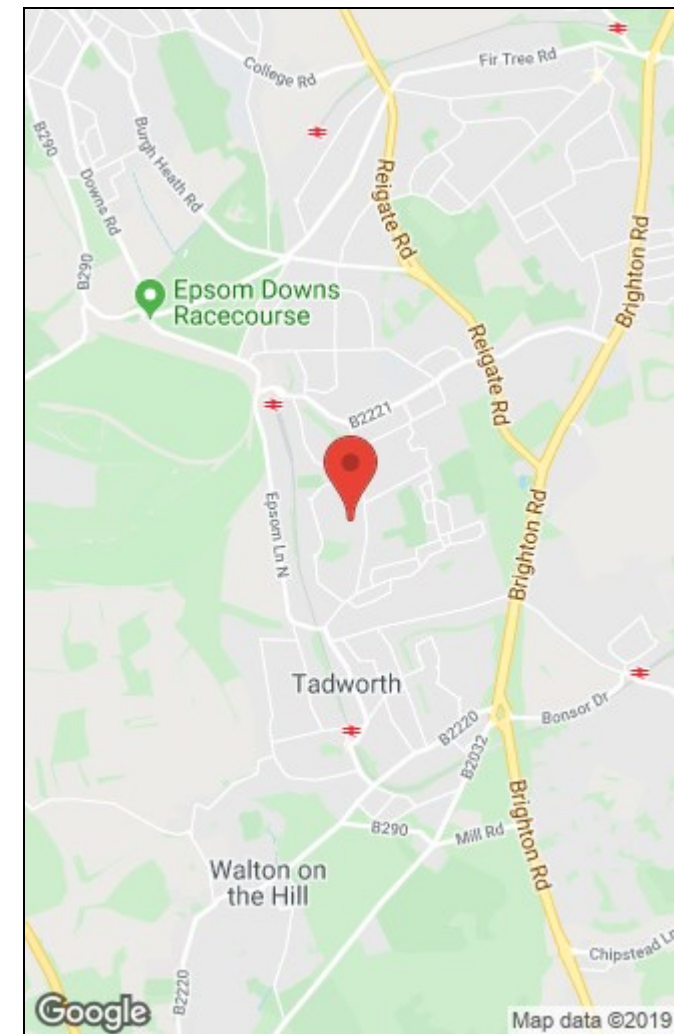 College Rd
Fir Tree Rd
B290
Burgh Heath Rd
Downs Rd
Reigate Rd
Brighton Rd
B290
Epsom Downs
Racecourse
Reigate Rd
B2221
Epsom Ln N
Brighton Rd
Tadworth
B2220
Bonsor Dr
B2032
Brighton Rd
B290
Mill Rd
Walton on
the Hill
Chipstead Ln
B2220
Google
Map data ©2019